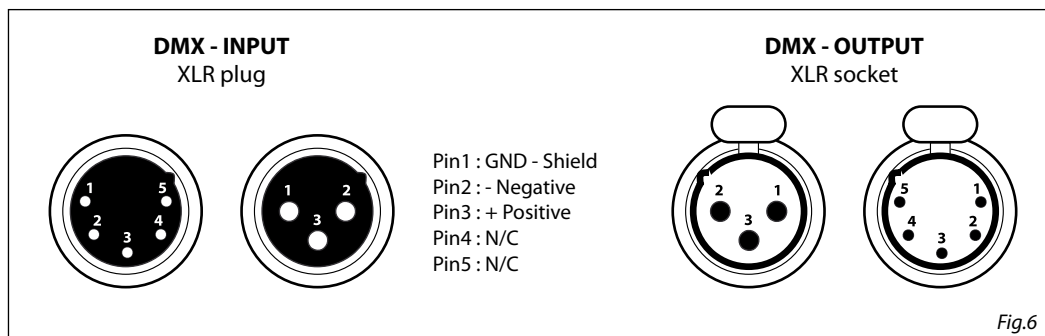 DMX - INPUT
XLR plug
1
5
2
4
3
1
2
3
Pin1 : GND - Shield
Pin2 : - Negative
Pin3 : + Positive
Pin4 : N/C
Pin5 : N/C
DMX - OUTPUT
XLR socket
2
1
3
5
1
4
2
3
Fig.6